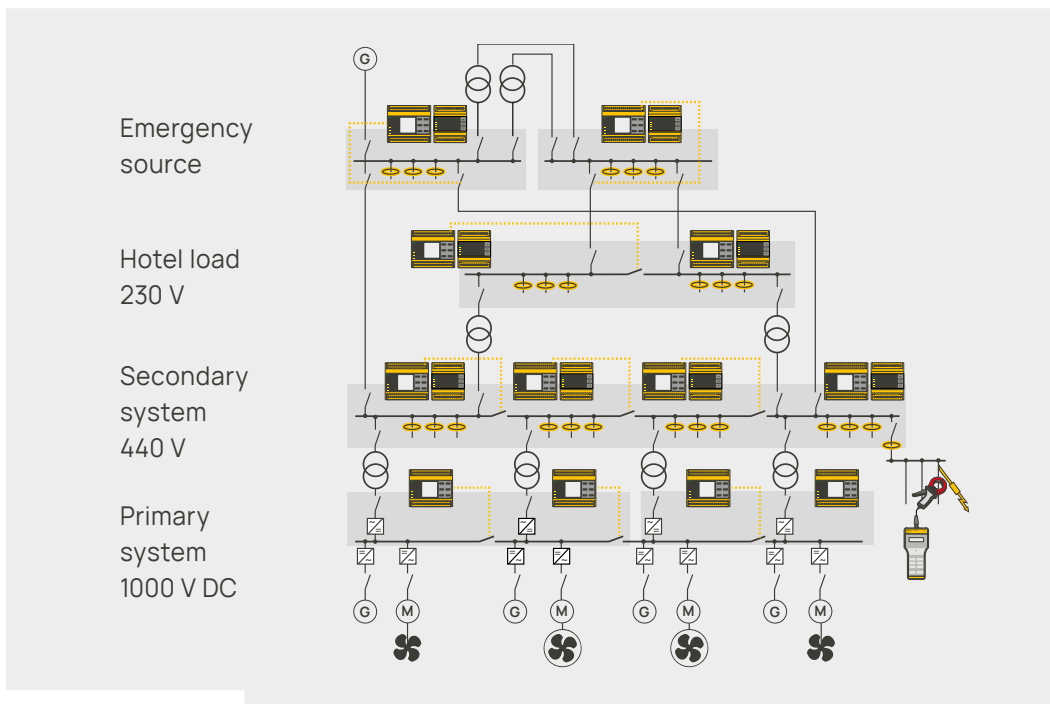 G
Emergency
source
Hotel load
230 V
Secondary
system
440 V
Primary
system
1000 V DC
G M G M G M G M